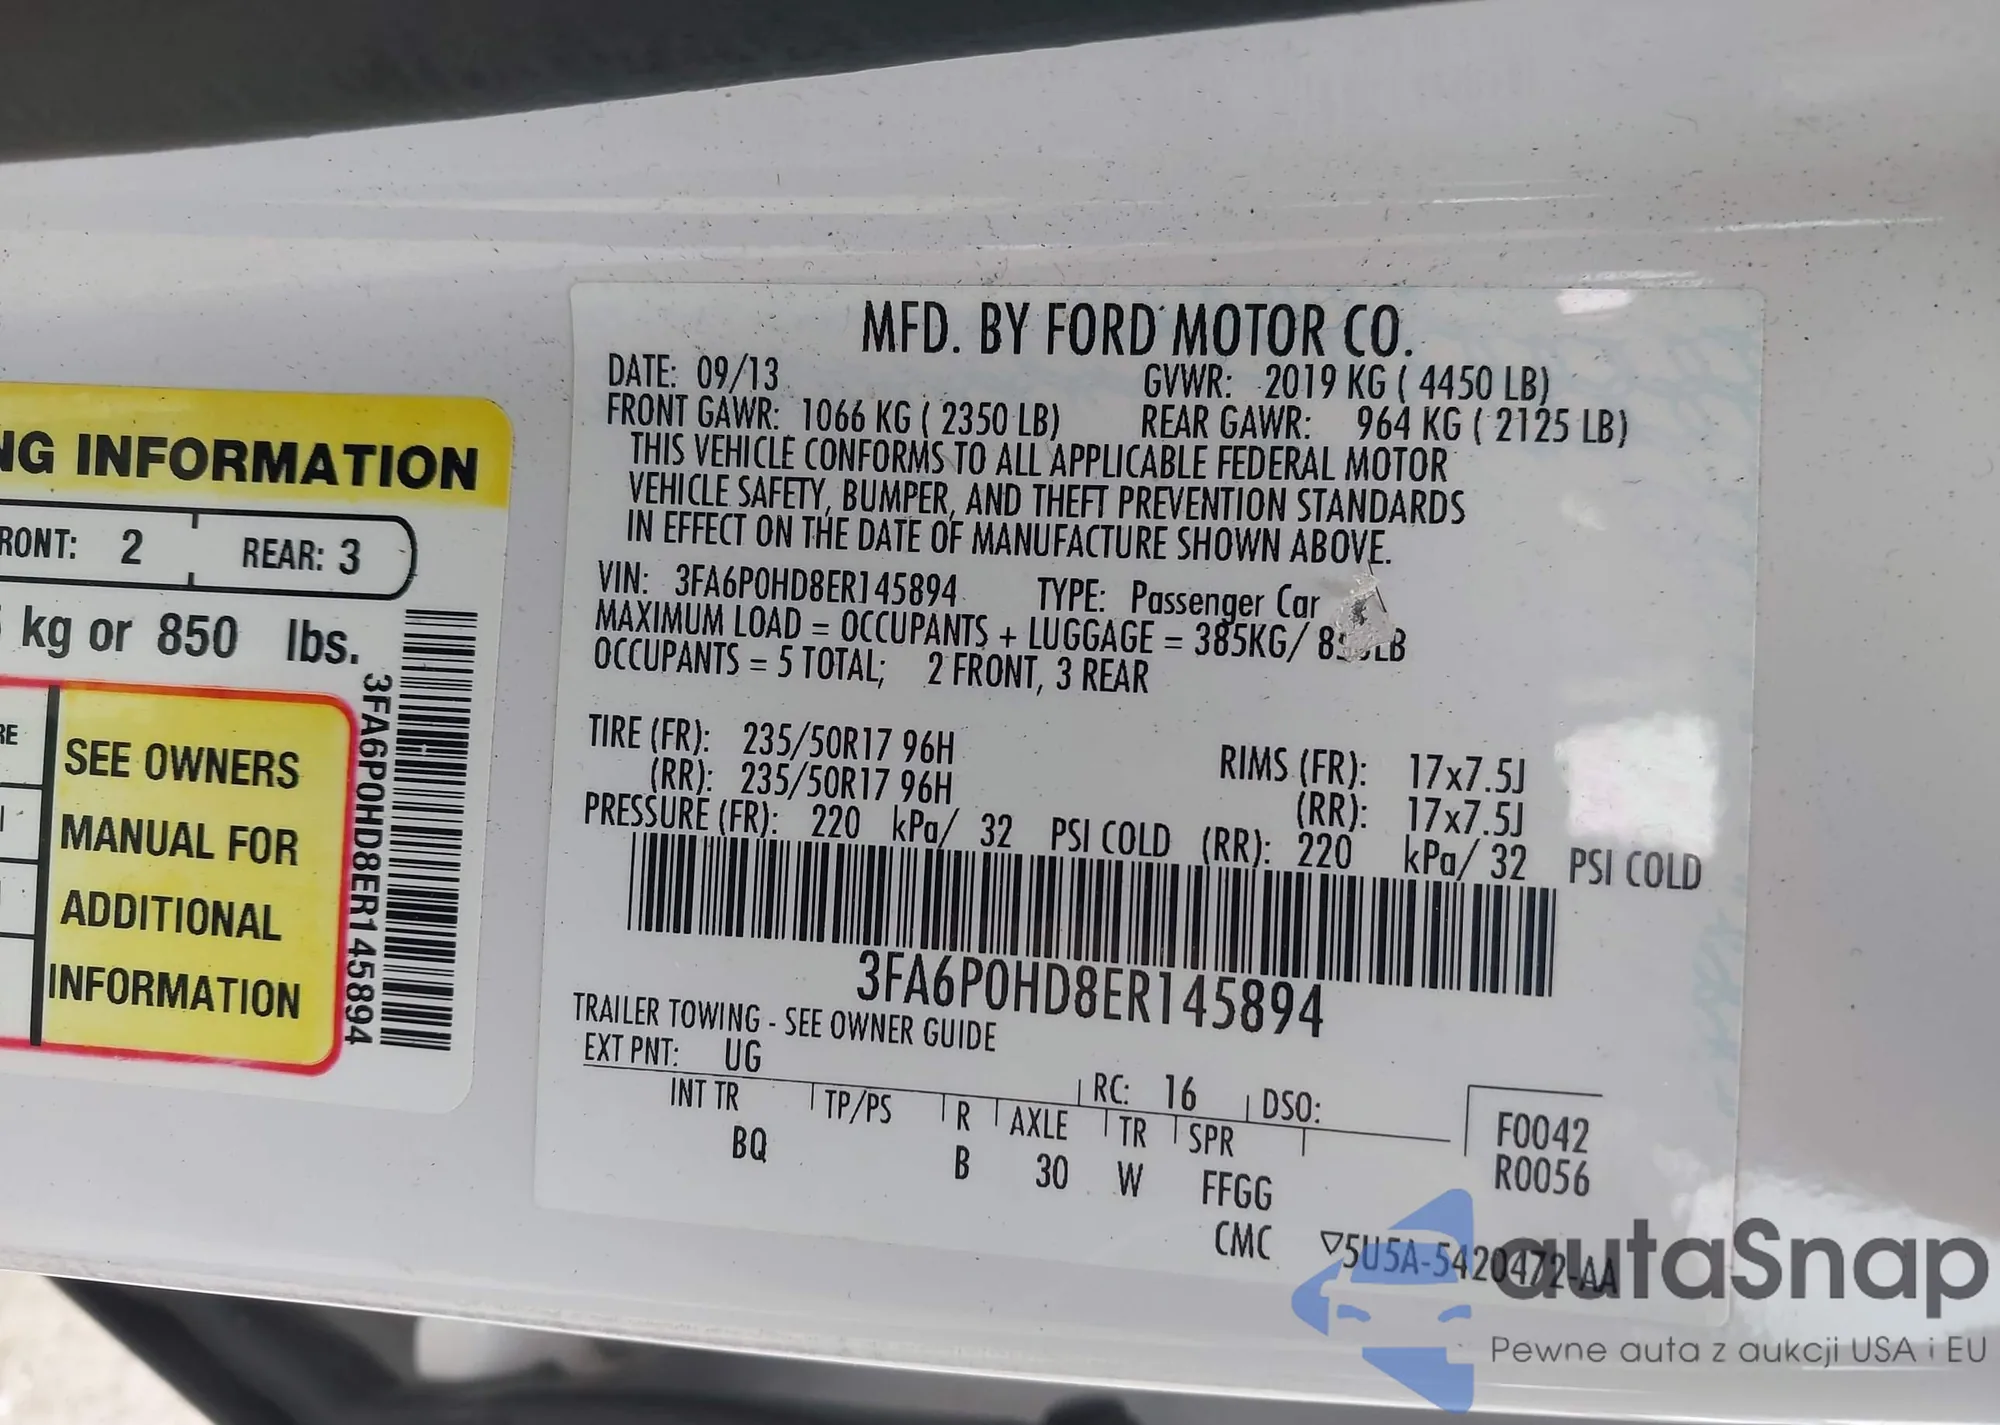 NG INFORMATION
RONT: 2 REAR: 3
kg or 850 lbs.
RE
SEE OWNERS
MANUAL FOR
ADDITIONAL
INFORMATION
3FA6P0HD8ER145894
MFD. BY FORD MOTOR CO.
DATE: 09/13 GVWR: 2019 KG ( 4450 LB)
FRONT GAWR: 1066 KG ( 2350 LB) REAR GAWR: 964 KG ( 2125 LB)
THIS VEHICLE CONFORMS TO ALL APPLICABLE FEDERAL MOTOR
VEHICLE SAFETY, BUMPER, AND THEFT PREVENTION STANDARDS
IN EFFECT ON THE DATE OF MANUFACTURE SHOWN ABOVE.
VIN: 3FA6P0HD8ER145894 TYPE: Passenger Car
MAXIMUM LOAD = OCCUPANTS + LUGGAGE = 385KG/
OCCUPANTS = 5 TOTAL; 2 FRONT, 3 REAR
TIRE (FR): 235/50R17 96H RIMS (FR): 17x7.5J
(RR): 235/50R17 96H (RR): 17x7.5J
PRESSURE (FR): 220 kPa/ 32 PSI COLD (RR): 220 kPa/ 32 PSI COLD
3FA6P0HD8ER145894
TRAILER TOWING - SEE OWNER GUIDE
EXT PNT: UG RC: 16 DSO:
INT TR TP/PS R AXLE TR SPR F0042
BQ B 30 W FFGG R0056
CMC ▽5U5A-5420472-AA
autaSnap
Pewne auta z aukcji USA i EU